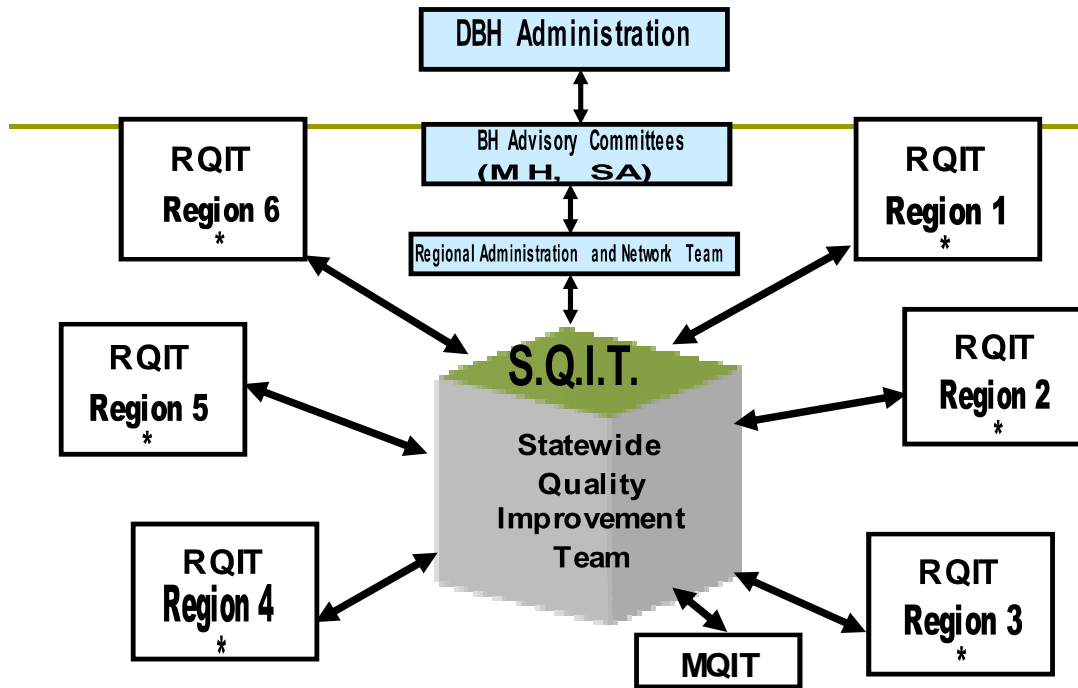 DBH Administration
BH Advisory Committees
(MH, SA)
Regional Administration and Network Team
RQIT
Region 6
*
RQIT
Region 1
*
RQIT
Region 5
*
RQIT
Region 2
*
S.Q.I.T.
Statewide
Quality
Improvement
Team
RQIT
Region 4
*
RQIT
Region 3
*
MQIT